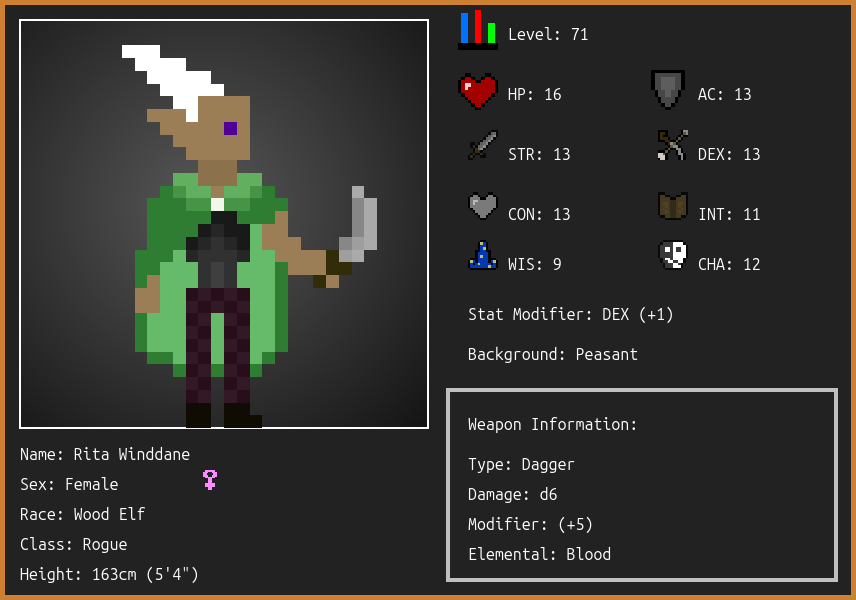 Level: 71
HP: 16
AC: 13
STR: 13
DEX: 13
CON: 13
INT: 11
WIS: 9
CHA: 12
Stat Modifier: DEX (+1)
Background: Peasant
Weapon Information:
Type: Dagger
Damage: d6
Modifier: (+5)
Elemental: Blood
Name: Rita Winddane
Sex: Female
Race: Wood Elf
Class: Rogue
Height: 163cm (5'4")